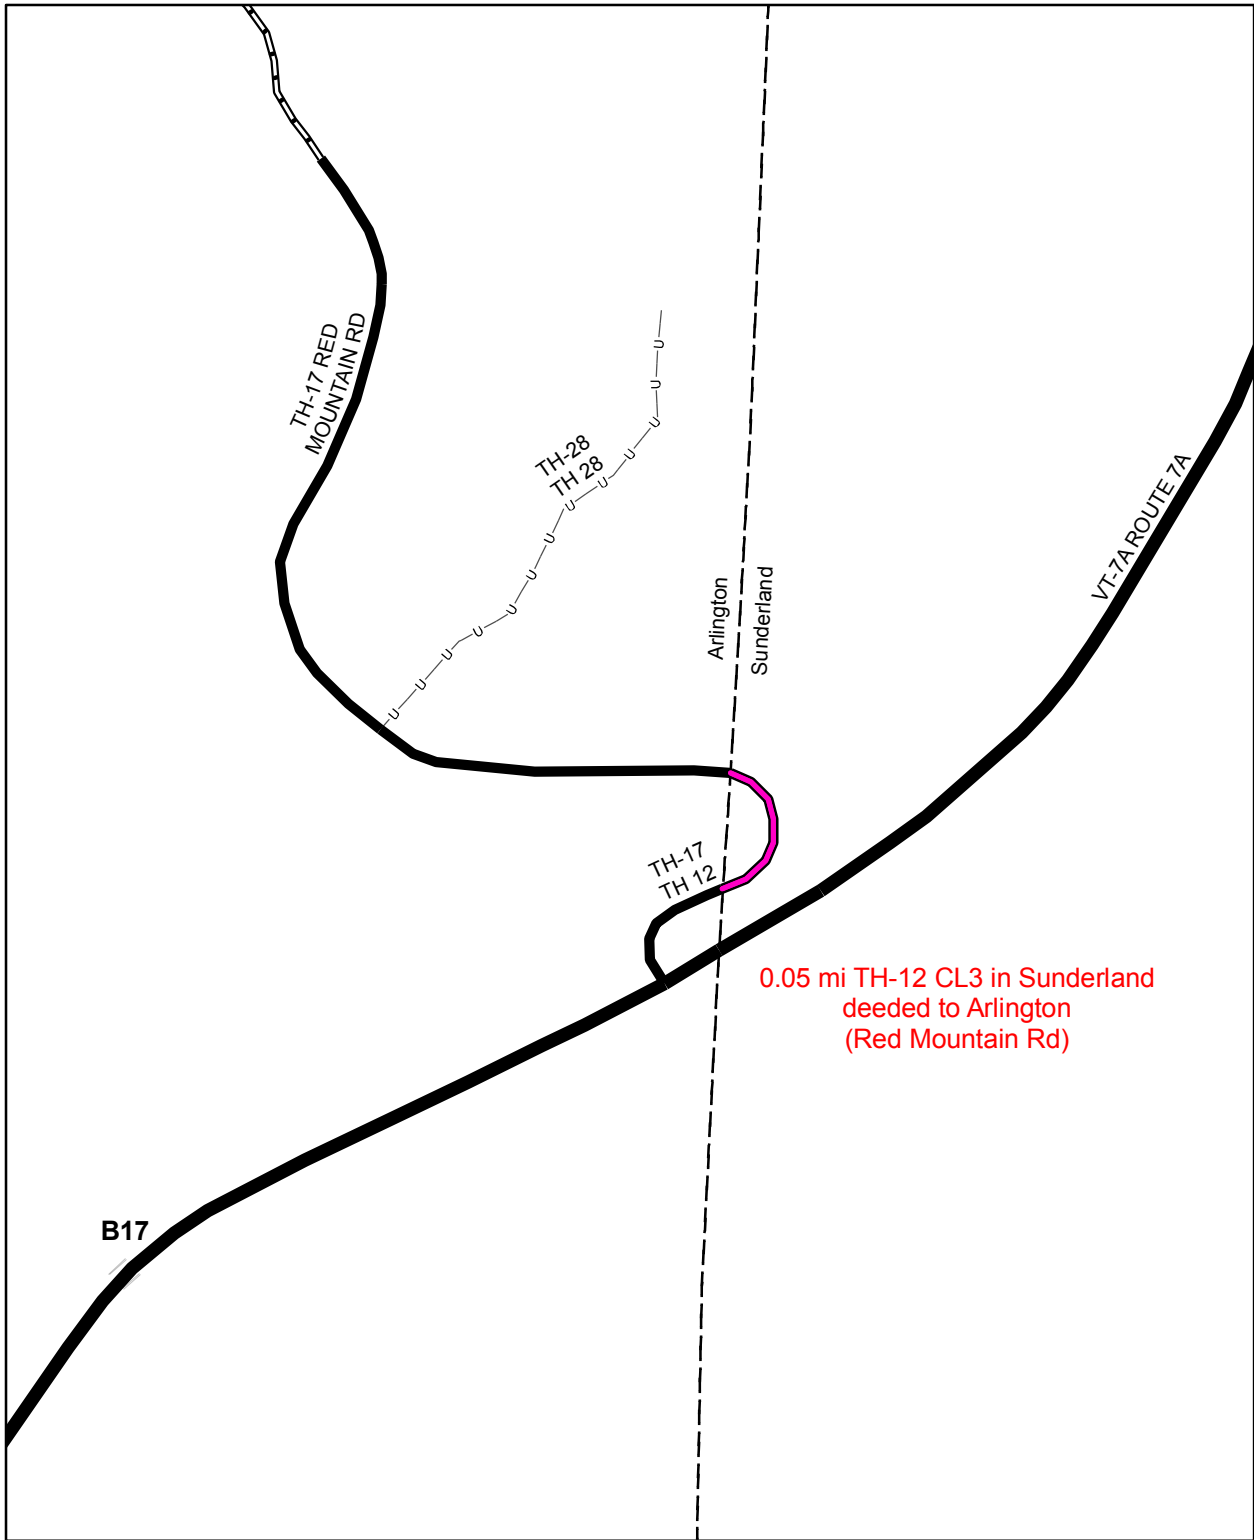 TH-17 RED
MOUNTAIN RD
TH-28
TH 28
U
U
U
U
U
U
U
U
U
U
U
U
U
U
VT-7A ROUTE 7A
Arlington
Sunderland
TH-17
TH 12
0.05 mi TH-12 CL3 in Sunderland
deeded to Arlington
(Red Mountain Rd)
B17